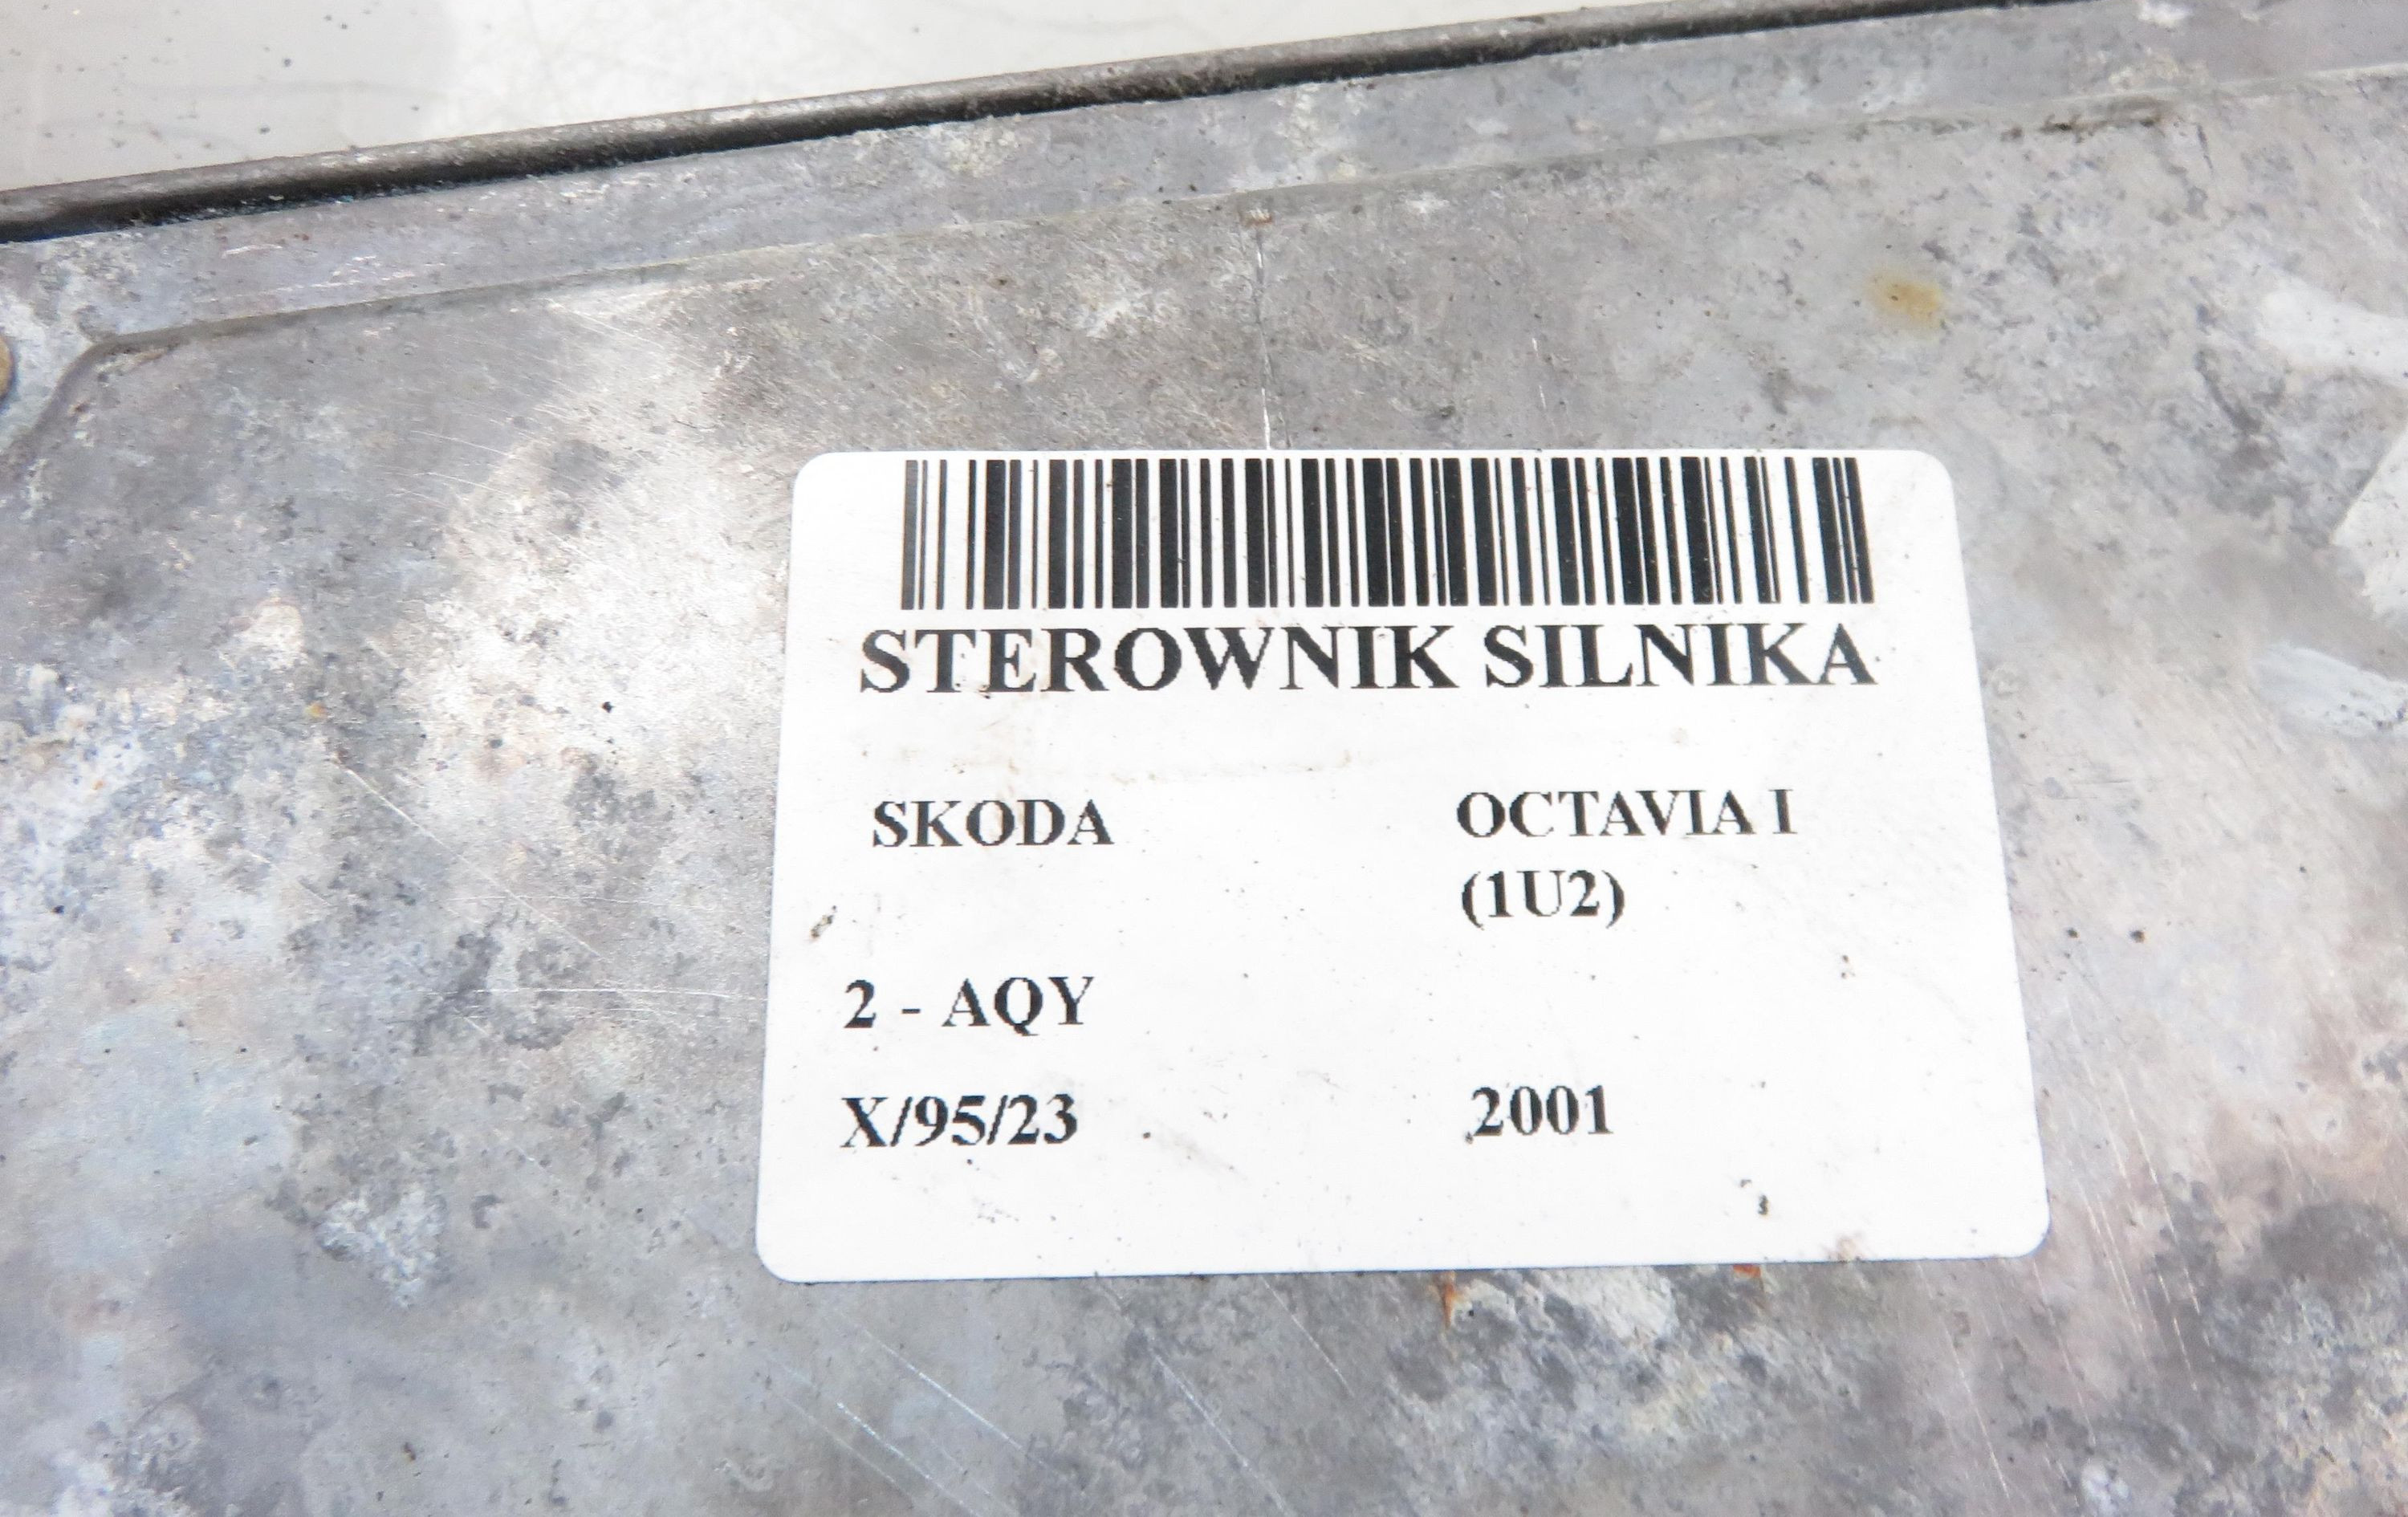 STEROWNIK SILNIKA
SKODA OCTAVIA I
(1U2)
2 - AQY
X/95/23 2001